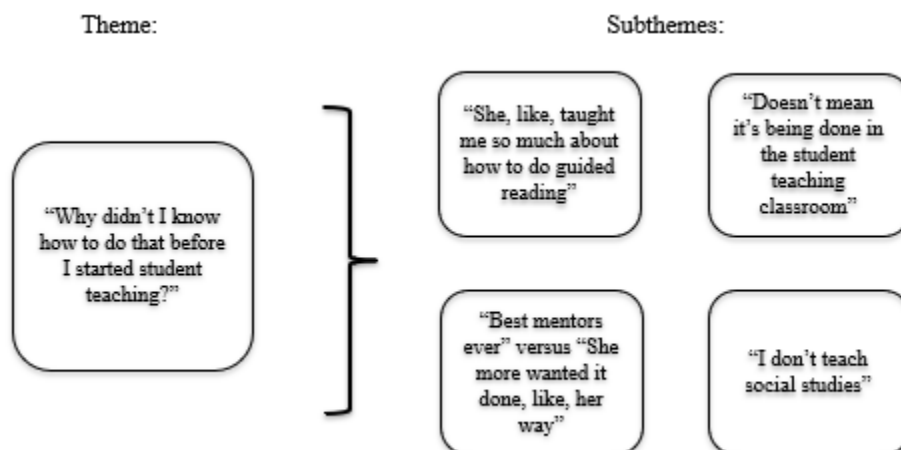 Theme:
Subthemes:
“Why didn’t I know
how to do that before
I started student
teaching?”
“She, like, taught
me so much about
how to do guided
reading”
“Doesn’t mean
it’s being done in
the student
teaching
classroom”
“Best mentors
ever” versus “She
more wanted it
done, like, her
way”
“I don’t teach
social studies”